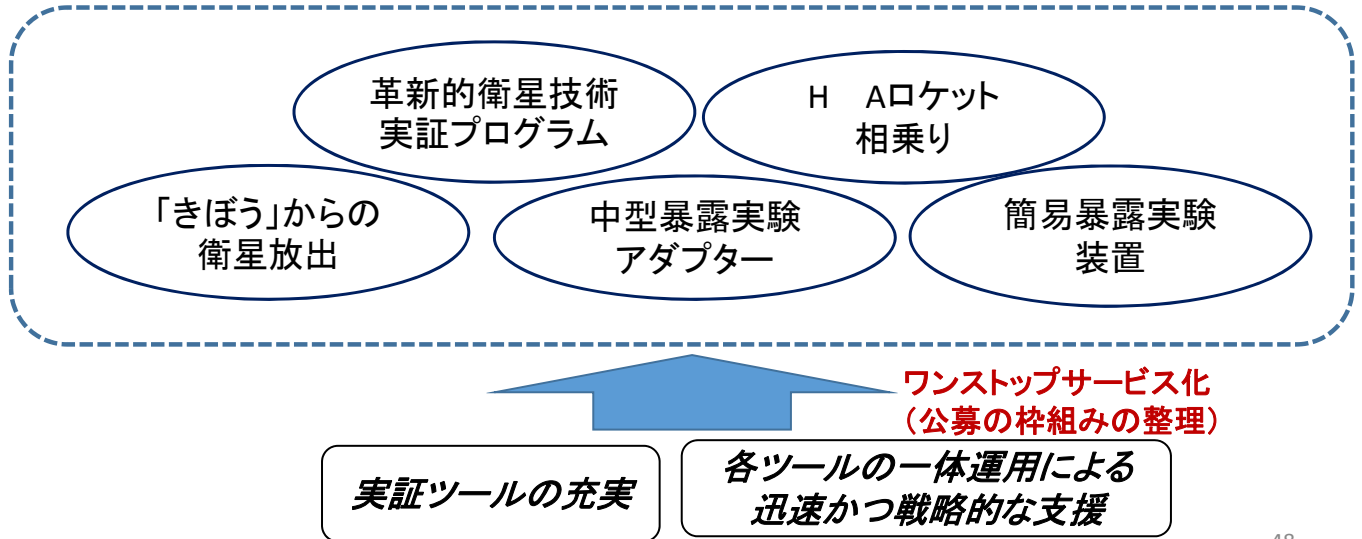 革新的衛星技術
実証プログラム
H　Aロケット
相乗り
「きぼう」からの
衛星放出
中型暴露実験
アダプター
簡易暴露実験
装置
ワンストップサービス化
（公募の枠組みの整理）
実証ツールの充実
各ツールの一体運用による
迅速かつ戦略的な支援